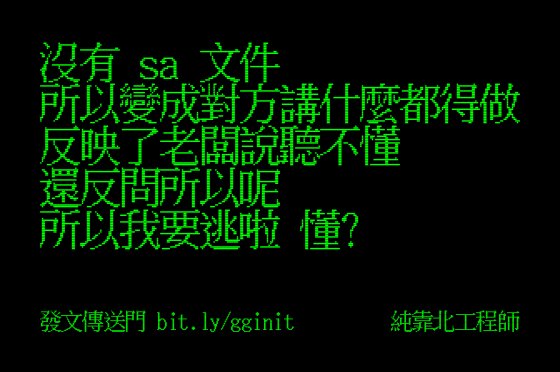 沒有 sa 文件
所以變成對方講什麼都得做
反映了老闆說聽不懂
還反問所以呢
所以我要逃啦 懂?
發文傳送門 bit.ly/gginit 純靠北工程師